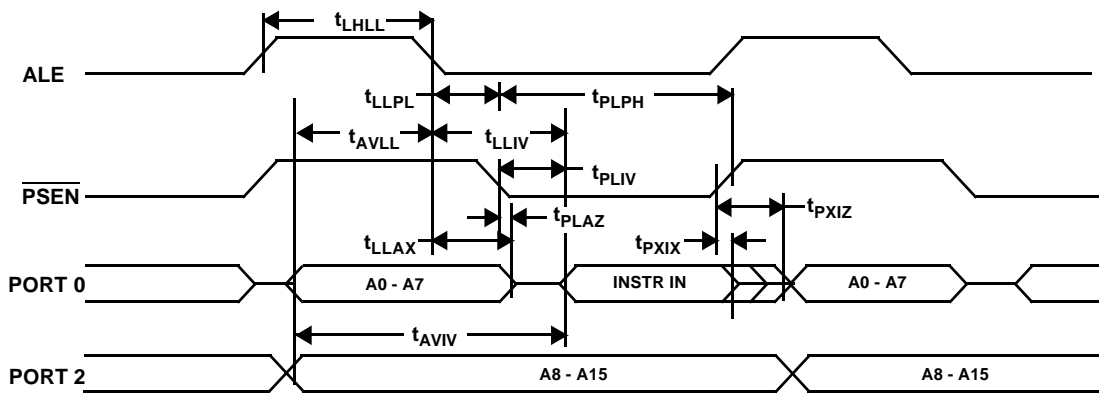 tLHLL
ALE
tLLPL
tPLPH
tAVLL
tLLIV
PSEN
tPLIV
tPXIZ
tPLAZ
tLLAX
tPXIX
PORT 0
A0 - A7
INSTR IN
A0 - A7
tAVIV
PORT 2
A8 - A15
A8 - A15